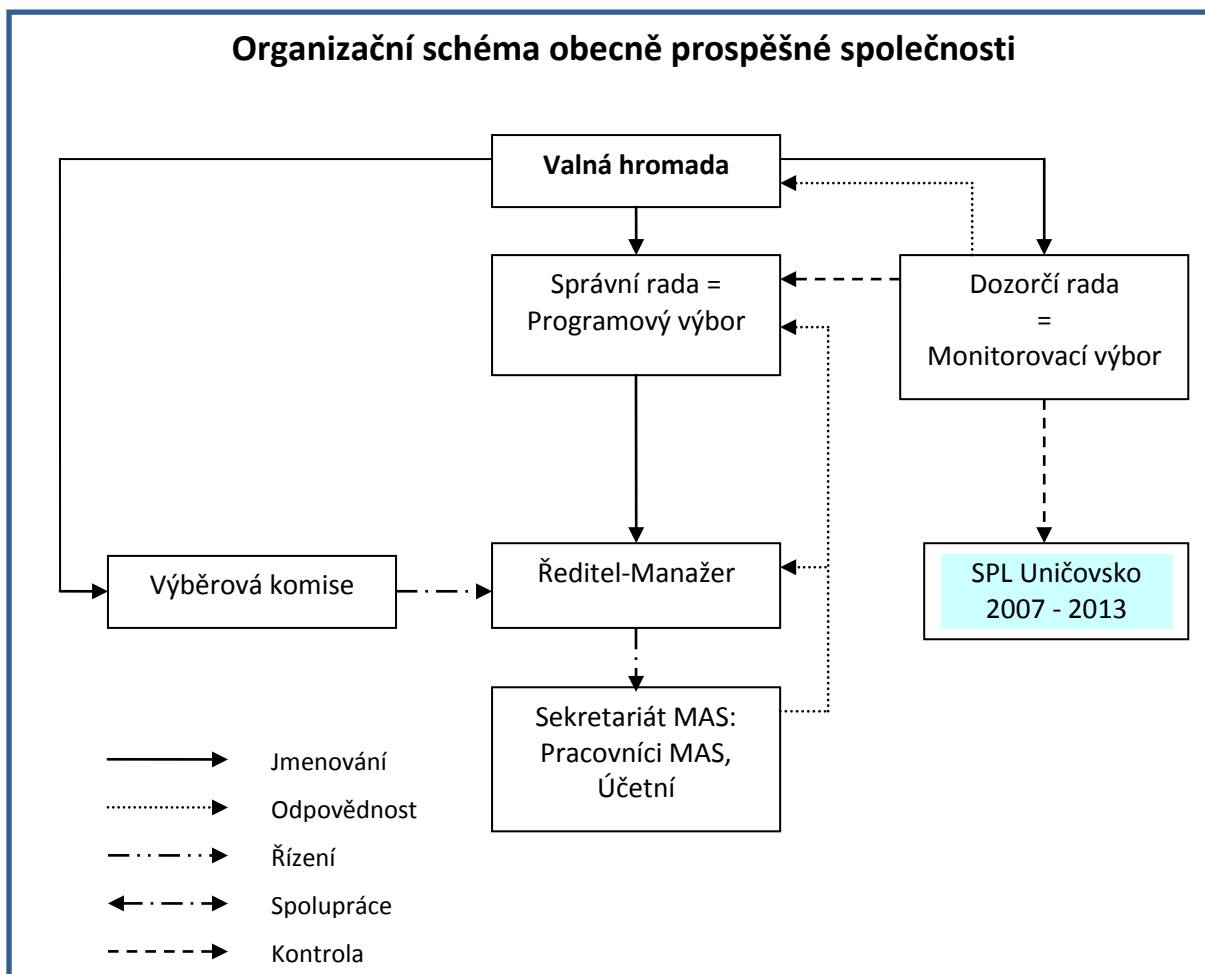 Organizační schéma obecně prospěšné společnosti
Valná hromada
Správní rada =
Programový výbor
Dozorčí rada
=
Monitorovací výbor
Výběrová komise
Ředitel-Manažer
SPL Uničovsko
2007 - 2013
Sekretariát MAS:
Pracovníci MAS,
Účetní
Jmenování
Odpovědnost
Řízení
Spolupráce
Kontrola